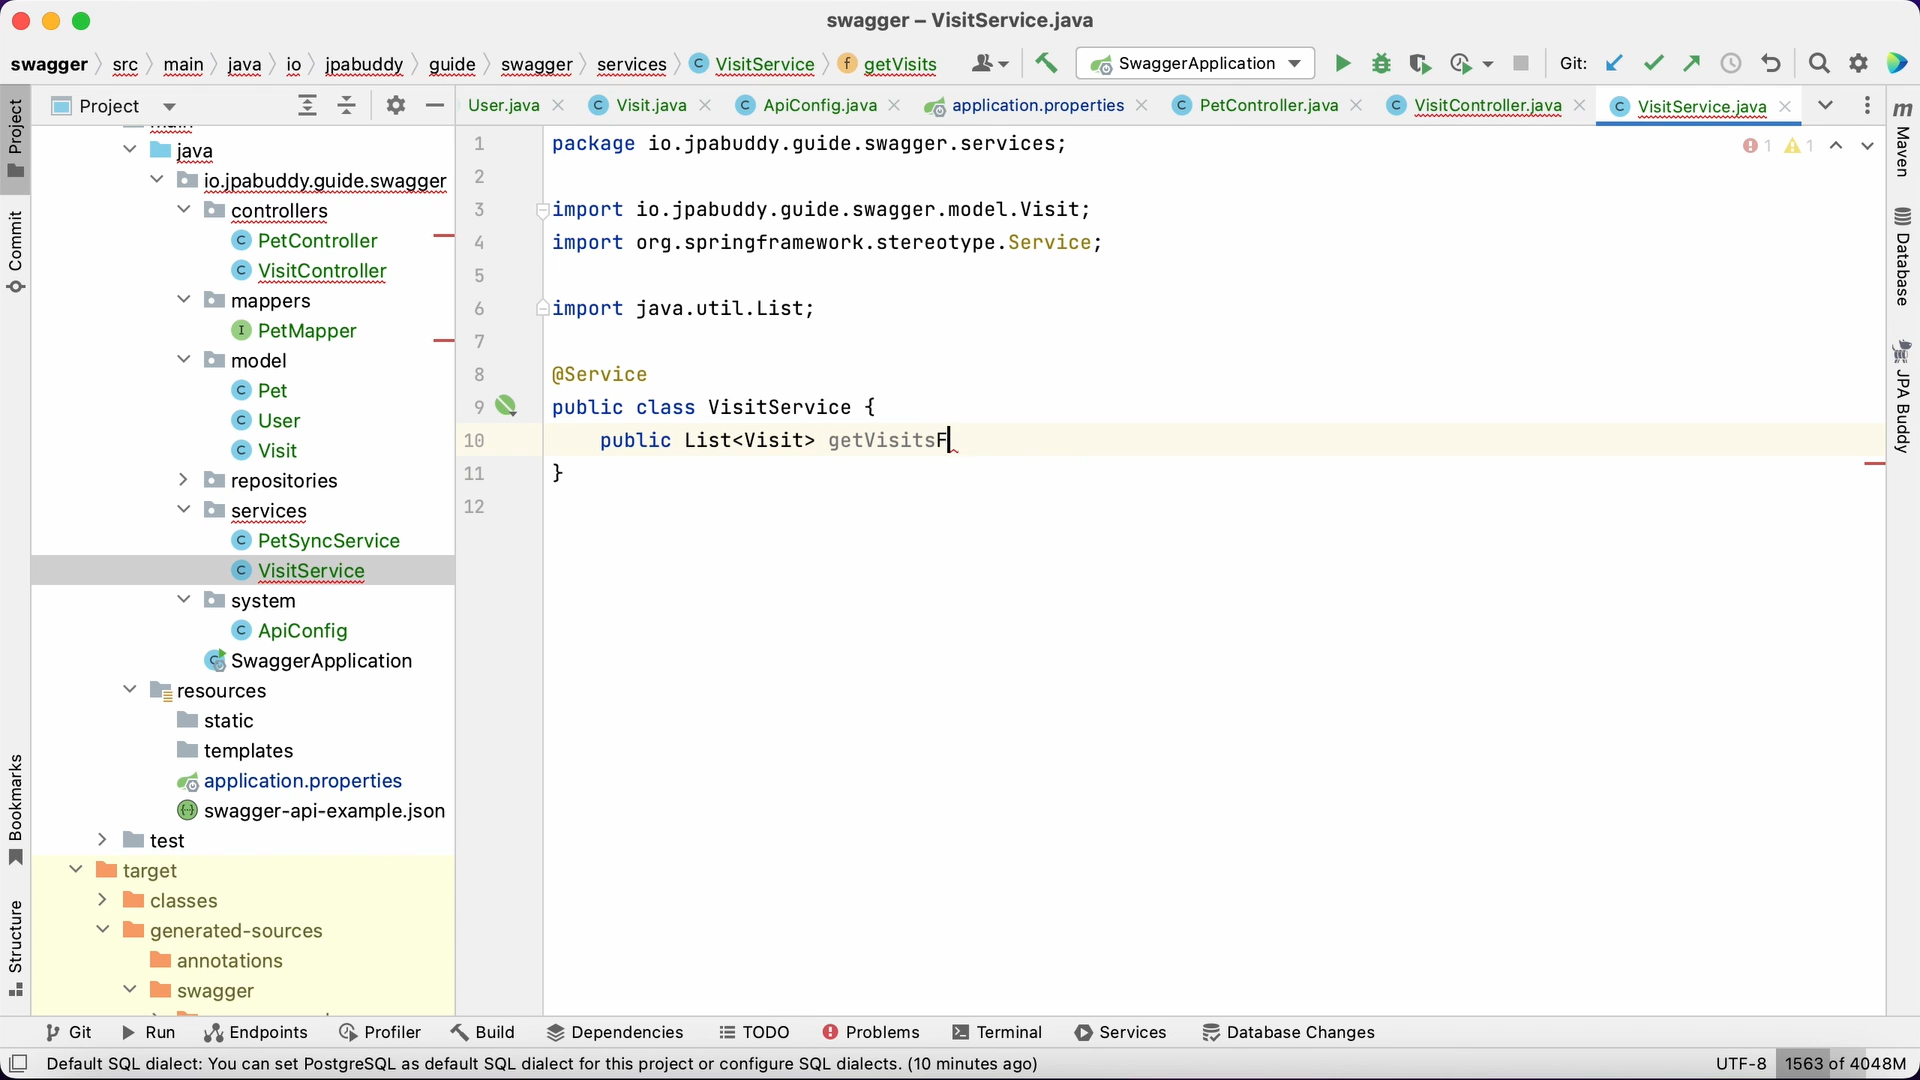 swagger – VisitService.java
swagger src main java io jpabuddy guide swagger services VisitService getVisits SwaggerApplication Git:
Project User.java Visit.java ApiConfig.java application.properties PetController.java VisitController.java VisitService.java
Project
Commit
Bookmarks
Structure
java
io.jpabuddy.guide.swagger
controllers
PetController
VisitController
mappers
PetMapper
model
Pet
User
Visit
repositories
services
PetSyncService
VisitService
system
ApiConfig
SwaggerApplication
resources
static
templates
application.properties
swagger-api-example.json
test
target
classes
generated-sources
annotations
swagger
1 package io.jpabuddy.guide.swagger.services;
2
3 import io.jpabuddy.guide.swagger.model.Visit;
4 import org.springframework.stereotype.Service;
5
6 import java.util.List;
7
8 @Service
9 public class VisitService {
10 public List<Visit> getVisitsF
11 }
12
1 1
Maven
Database
JPA Buddy
Git Run Endpoints Profiler Build Dependencies TODO Problems Terminal Services Database Changes
Default SQL dialect: You can set PostgreSQL as default SQL dialect for this project or configure SQL dialects. (10 minutes ago) UTF-8 1563 of 4048M